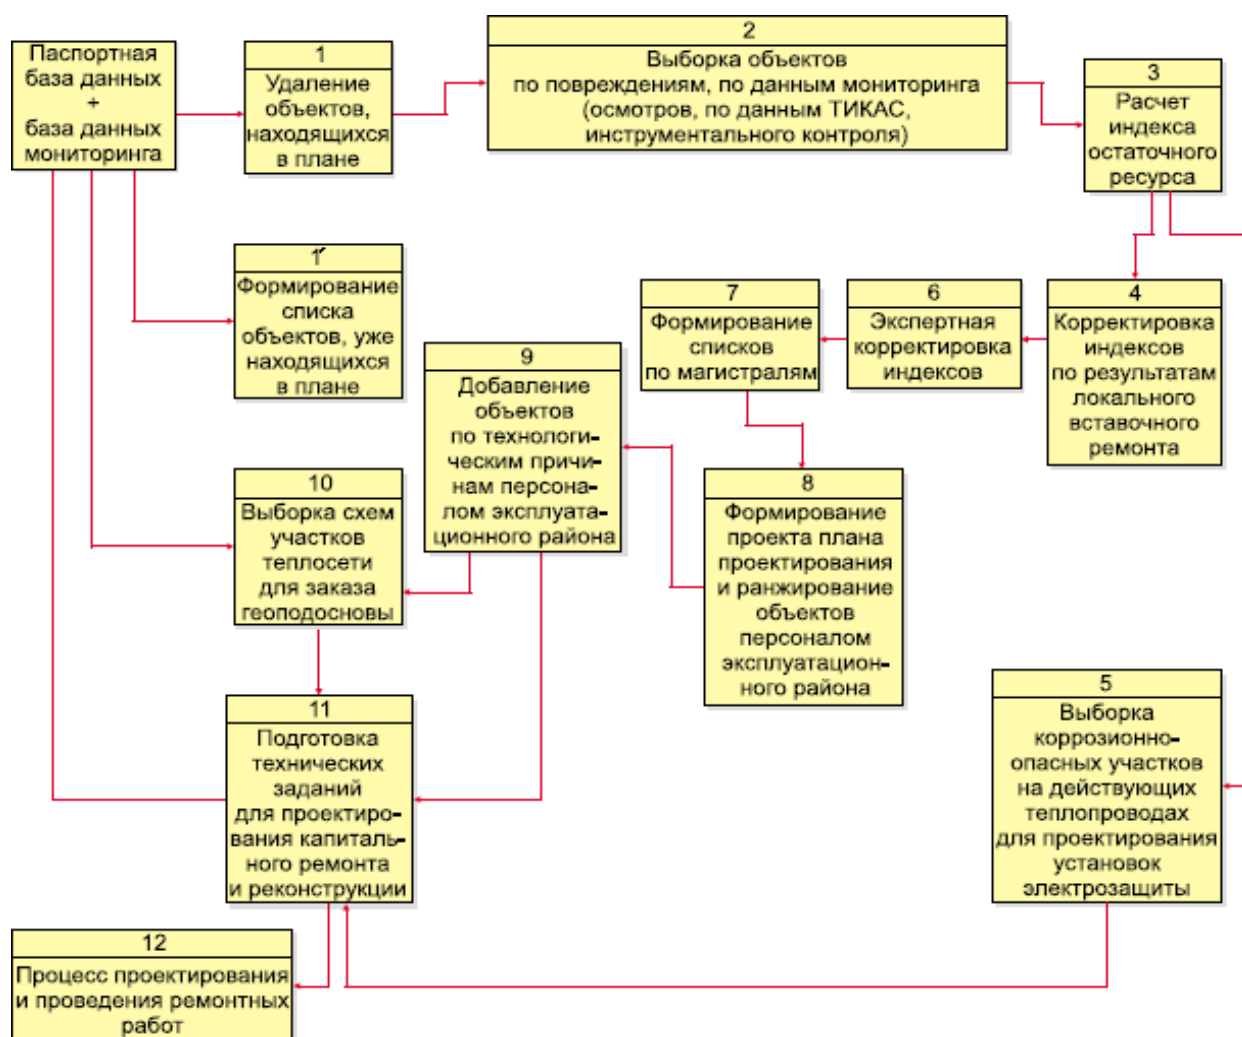 Паспортная
база данных
+
база данных
мониторинга
1
Удаление
объектов,
находящихся
в плане
2
Выборка объектов
по повреждениям, по данным мониторинга
(осмотров, по данным ТИКАС,
инструментального контроля)
3
Расчет
индекса
остаточного
ресурса
1'
Формирование
списка
объектов, уже
находящихся
в плане
9
Добавление
объектов
по технологи-
ческим причи-
нам персона-
лом эксплуата-
ционного района
7
Формирование
списков
по магистралям
6
Экспертная
корректировка
индексов
4
Корректировка
индексов
по результатам
локального
вставочного
ремонта
10
Выборка схем
участков
теплосети
для заказа
геоподосновы
8
Формирование
проекта плана
проектирования
и ранжирование
объектов
персоналом
эксплуатацион-
ного района
11
Подготовка
технических
заданий
для проектиро-
вания капиталь-
ного ремонта
и реконструкции
5
Выборка
коррозионно-
опасных участков
на действующих
теплопроводах
для проектирования
установок
электрозащиты
12
Процесс проектирования
и проведения ремонтных
работ